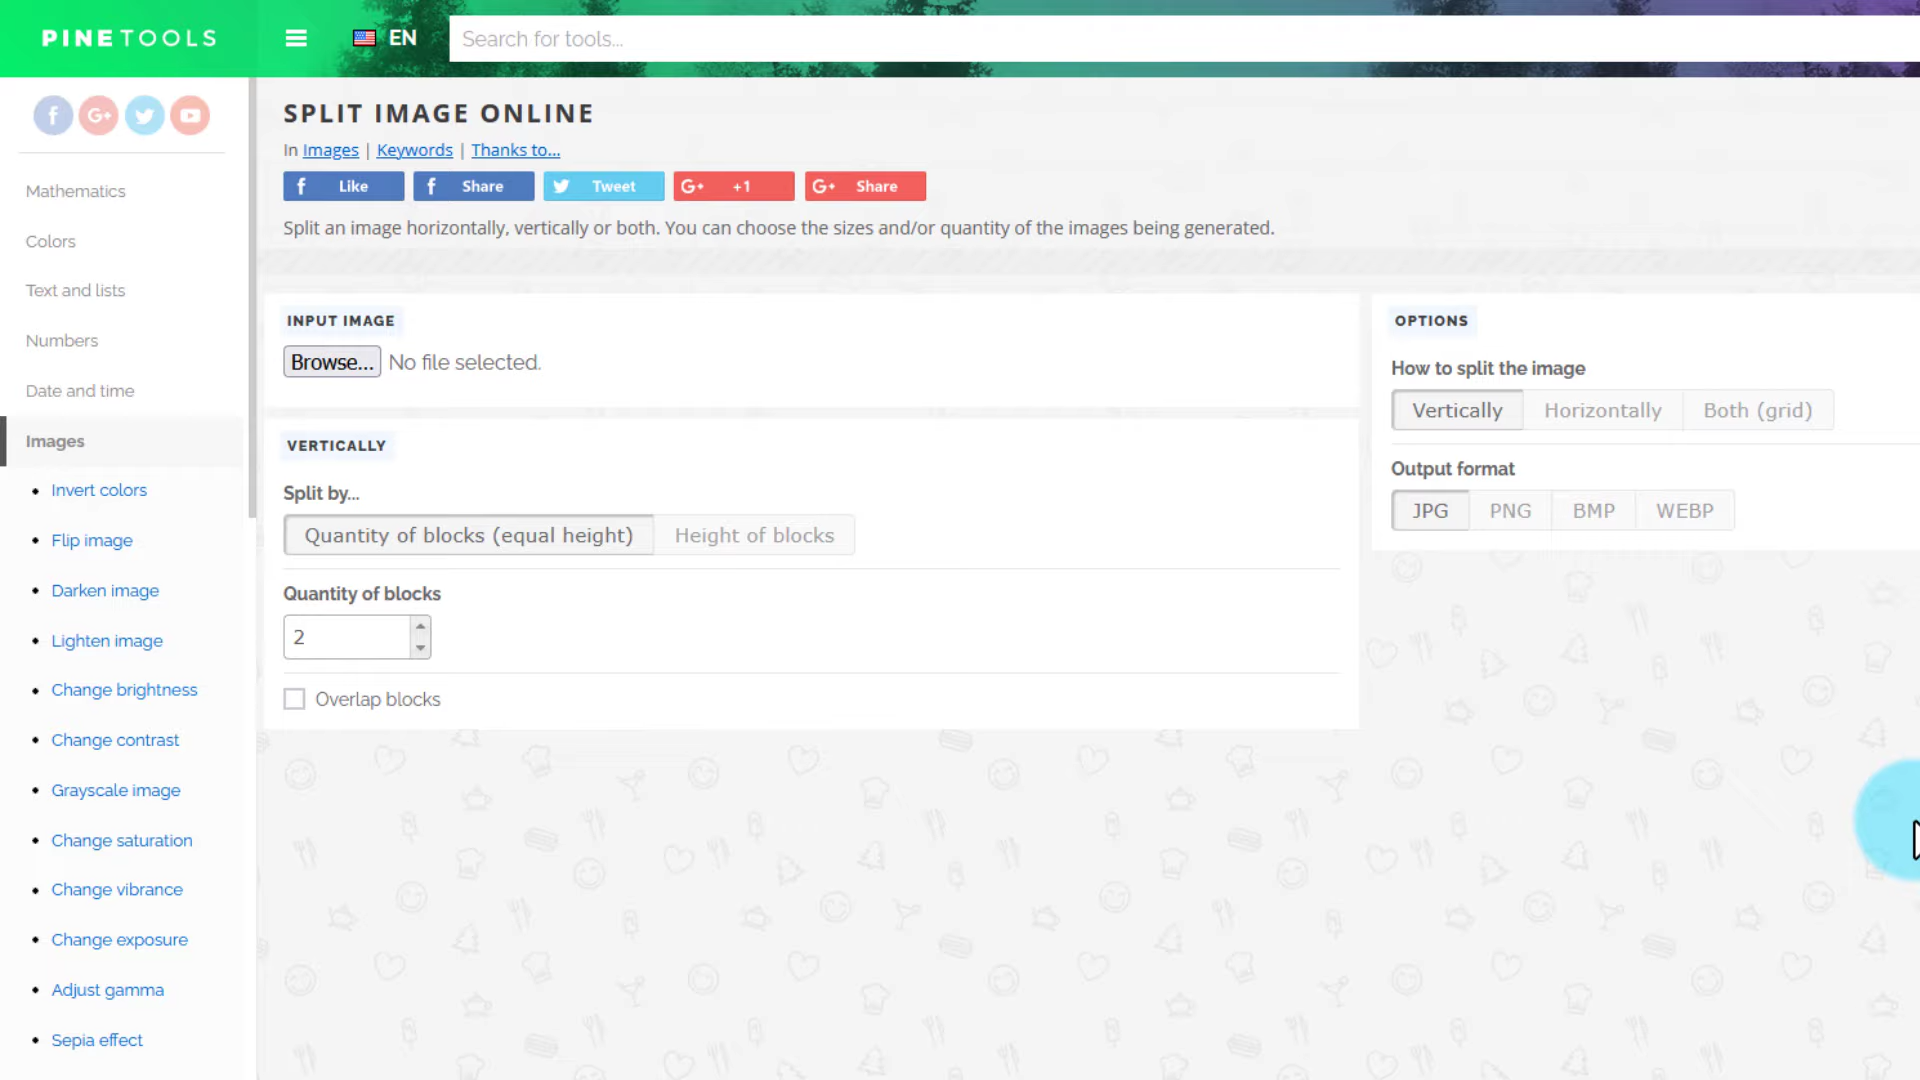 PINETOOLS
EN
Search for tools...
SPLIT IMAGE ONLINE
In Images | Keywords | Thanks to...
Like
Share
Tweet
G+ +1
G+ Share
Split an image horizontally, vertically or both. You can choose the sizes and/or quantity of the images being generated.
Mathematics
Colors
Text and lists
Numbers
Date and time
Images
Invert colors
Flip image
Darken image
Lighten image
Change brightness
Change contrast
Grayscale image
Change saturation
Change vibrance
Change exposure
Adjust gamma
Sepia effect
INPUT IMAGE
Browse... No file selected.
VERTICALLY
Split by...
Quantity of blocks (equal height) Height of blocks
Quantity of blocks
2
Overlap blocks
OPTIONS
How to split the image
Vertically Horizontally Both (grid)
Output format
JPG PNG BMP WEBP